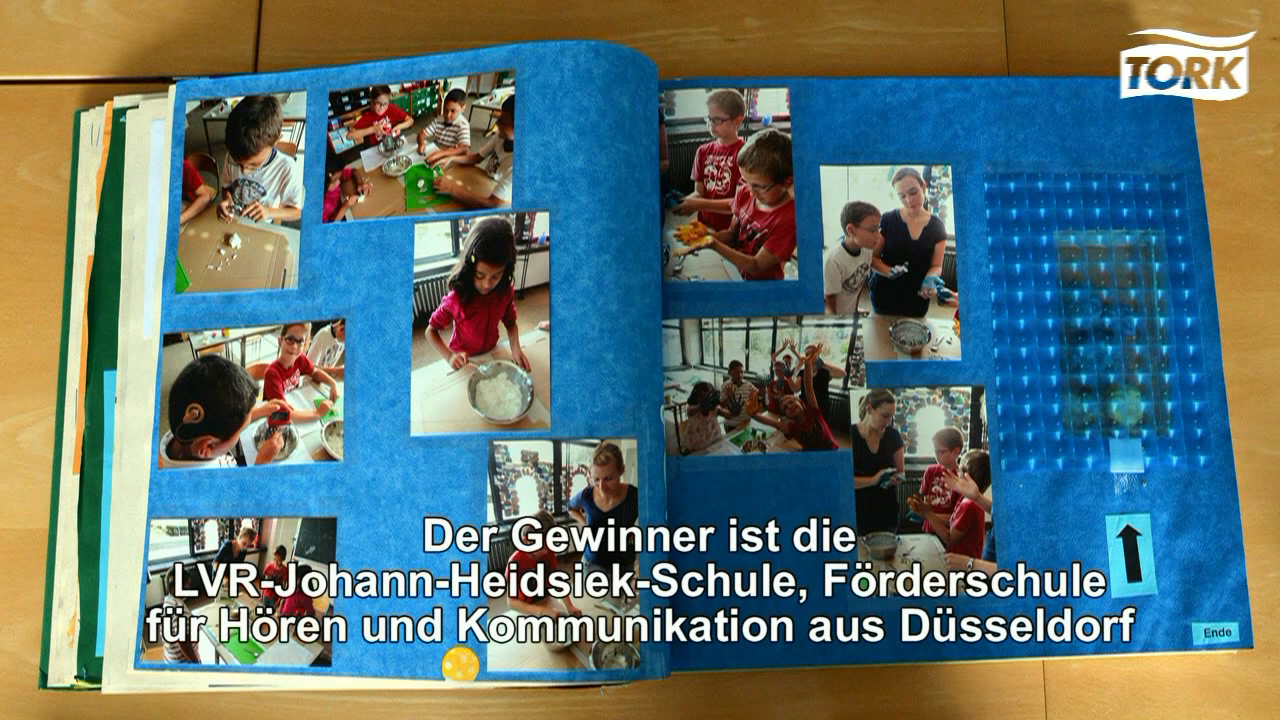 TORK
Der Gewinner ist die
LVR-Johann-Heidsiek-Schule, Förderschule
für Hören und Kommunikation aus Düsseldorf
Ende